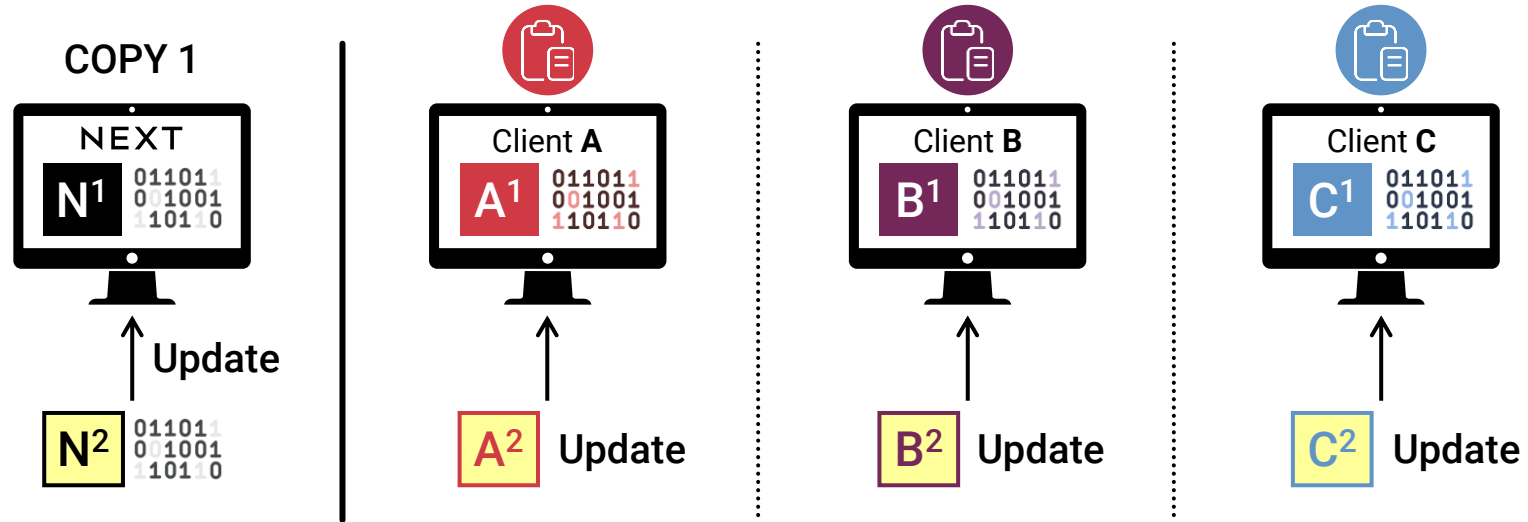 COPY 1
NEXT
N¹
011011
001001
110110
Update
N²
011011
001001
110110
Client A
A¹
011011
001001
110110
A²
Update
Client B
B¹
011011
001001
110110
B²
Update
Client C
C¹
011011
001001
110110
C²
Update